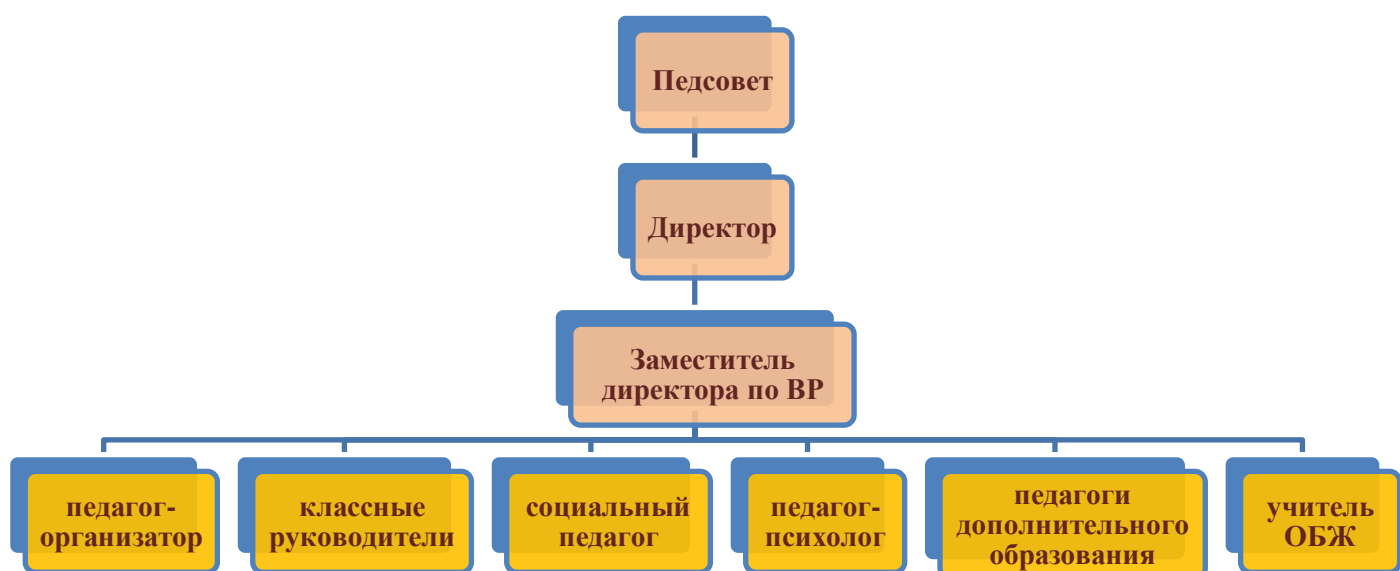 Педсовет
Директор
Заместитель
директора по ВР
педагог-
организатор
классные
руководители
социальный
педагог
педагог-
психолог
педагоги
дополнительного
образования
учитель
ОБЖ